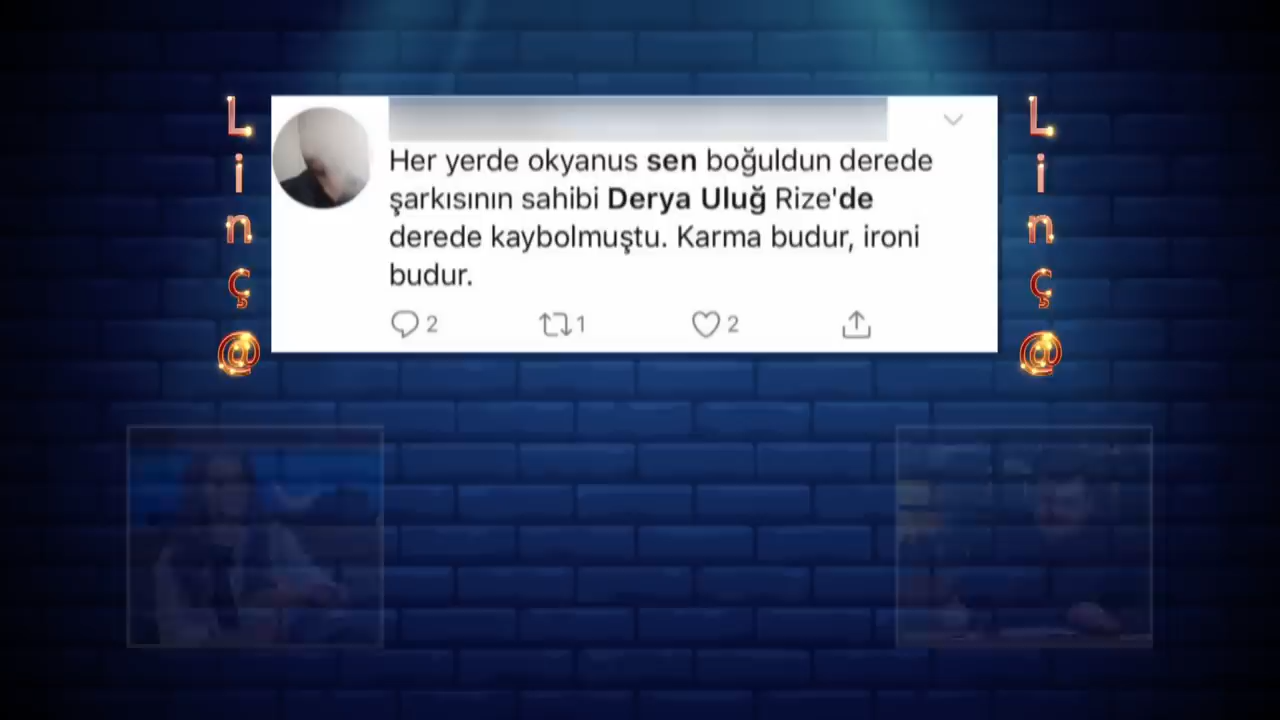 Linç@
Her yerde okyanus sen boğuldun derede
şarkısının sahibi Derya Uluğ Rize'de
derede kaybolmuştu. Karma budur, ironi
budur.
2 1 2
Linç@